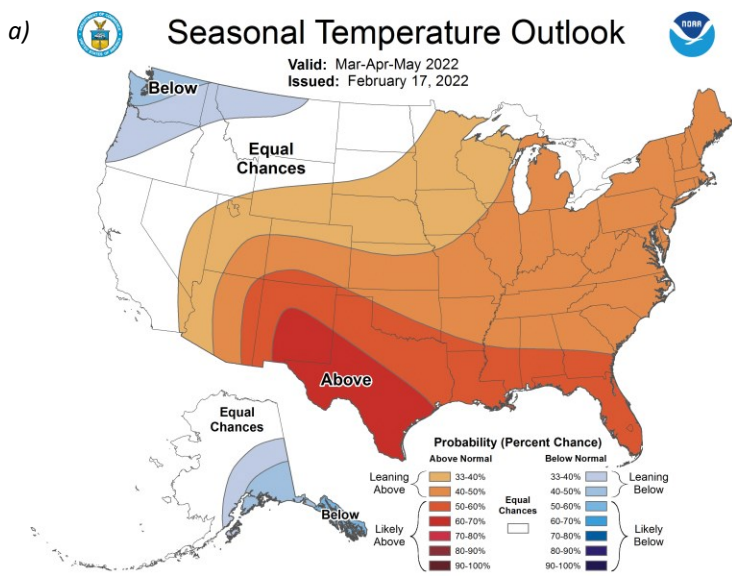 a)
Seasonal Temperature Outlook
NOAA
Valid: Mar-Apr-May 2022
Issued: February 17, 2022
Below
Equal
Chances
Above
Equal
Chances
Below
Probability (Percent Chance)
Above Normal
Below Normal
Leaning
Above
33-40%
40-50%
Equal
Chances
33-40%
40-50%
Leaning
Below
Likely
Above
50-60%
60-70%
70-80%
80-90%
90-100%
50-60%
60-70%
70-80%
80-90%
90-100%
Likely
Below